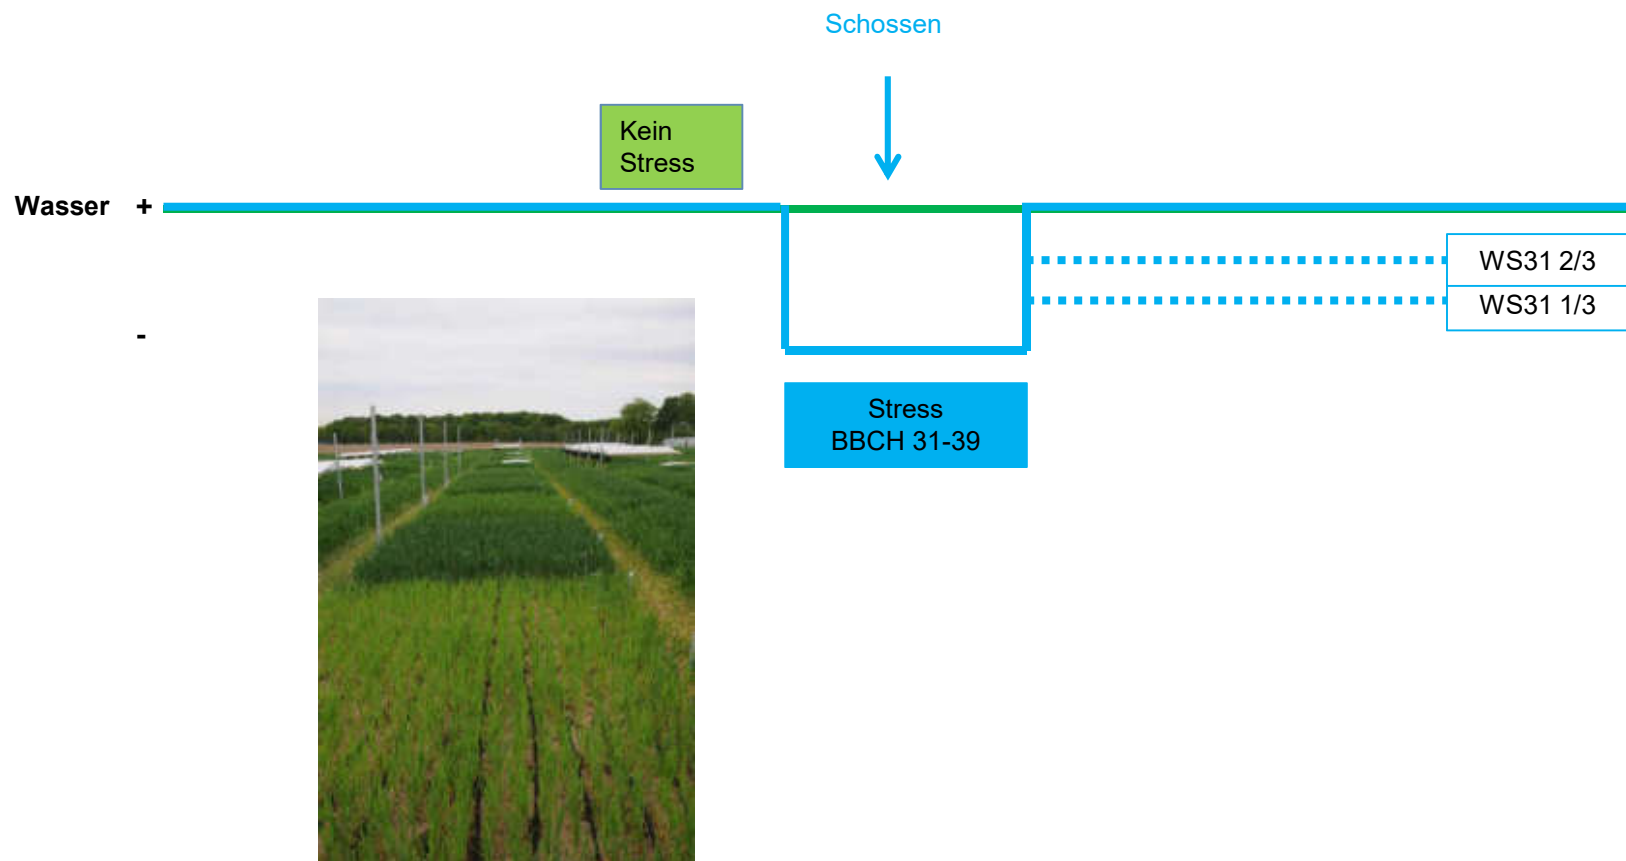 Schossen
Kein
Stress
Wasser +
WS31 2/3
WS31 1/3
-
Stress
BBCH 31-39